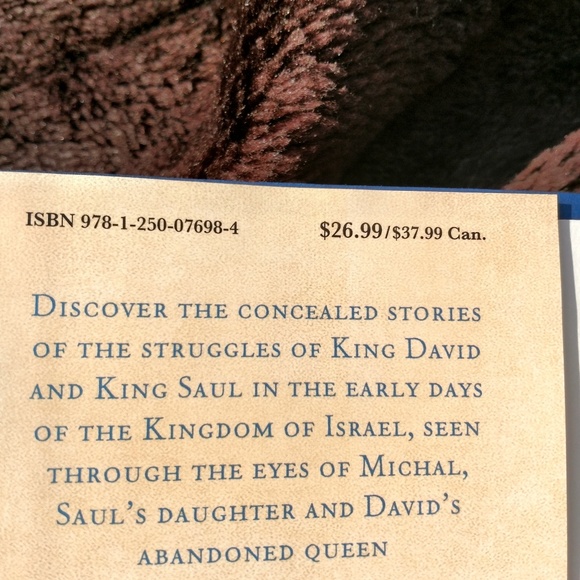 ISBN 978-1-250-07698-4 $26.99/$37.99 Can.
DISCOVER THE CONCEALED STORIES
OF THE STRUGGLES OF KING DAVID
AND KING SAUL IN THE EARLY DAYS
OF THE KINGDOM OF ISRAEL, SEEN
THROUGH THE EYES OF MICHAL,
SAUL'S DAUGHTER AND DAVID'S
ABANDONED QUEEN